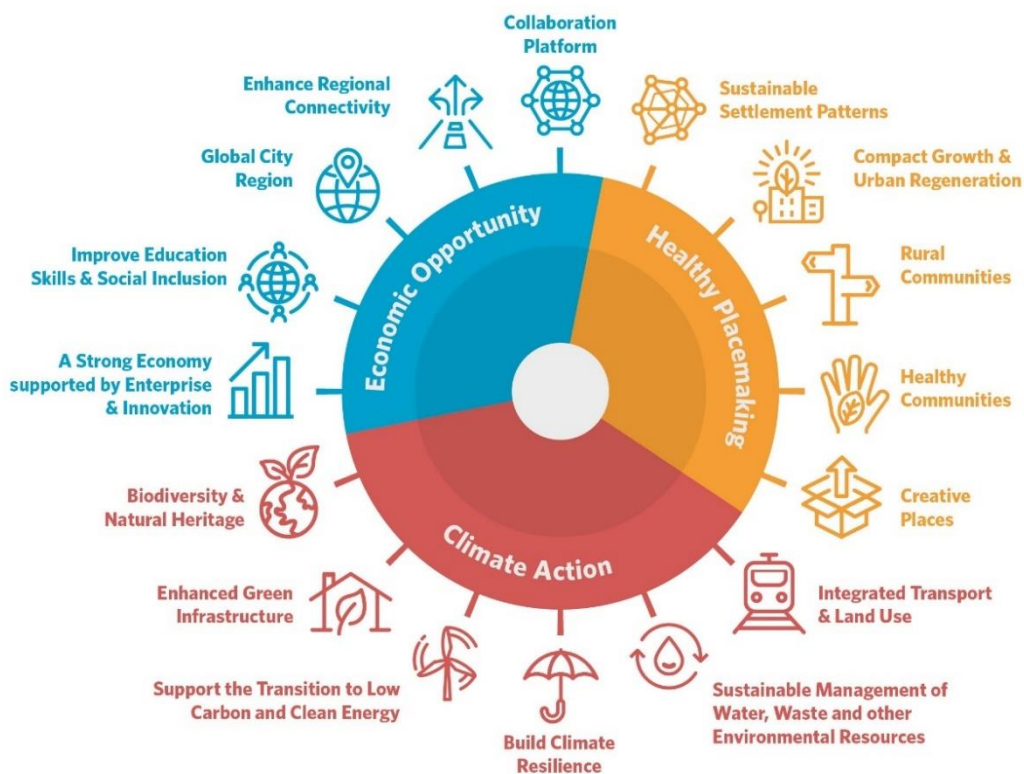 Collaboration
Platform
Enhance Regional
Connectivity
Sustainable
Settlement Patterns
Global City
Region
Compact Growth &
Urban Regeneration
Improve Education
Skills & Social Inclusion
Rural
Communities
A Strong Economy
supported by Enterprise
& Innovation
Healthy
Communities
Biodiversity &
Natural Heritage
Creative
Places
Enhanced Green
Infrastructure
Integrated Transport
& Land Use
Support the Transition to Low
Carbon and Clean Energy
Build Climate
Resilience
Sustainable Management of
Water, Waste and other
Environmental Resources
Economic Opportunity
Healthy Placemaking
Climate Action